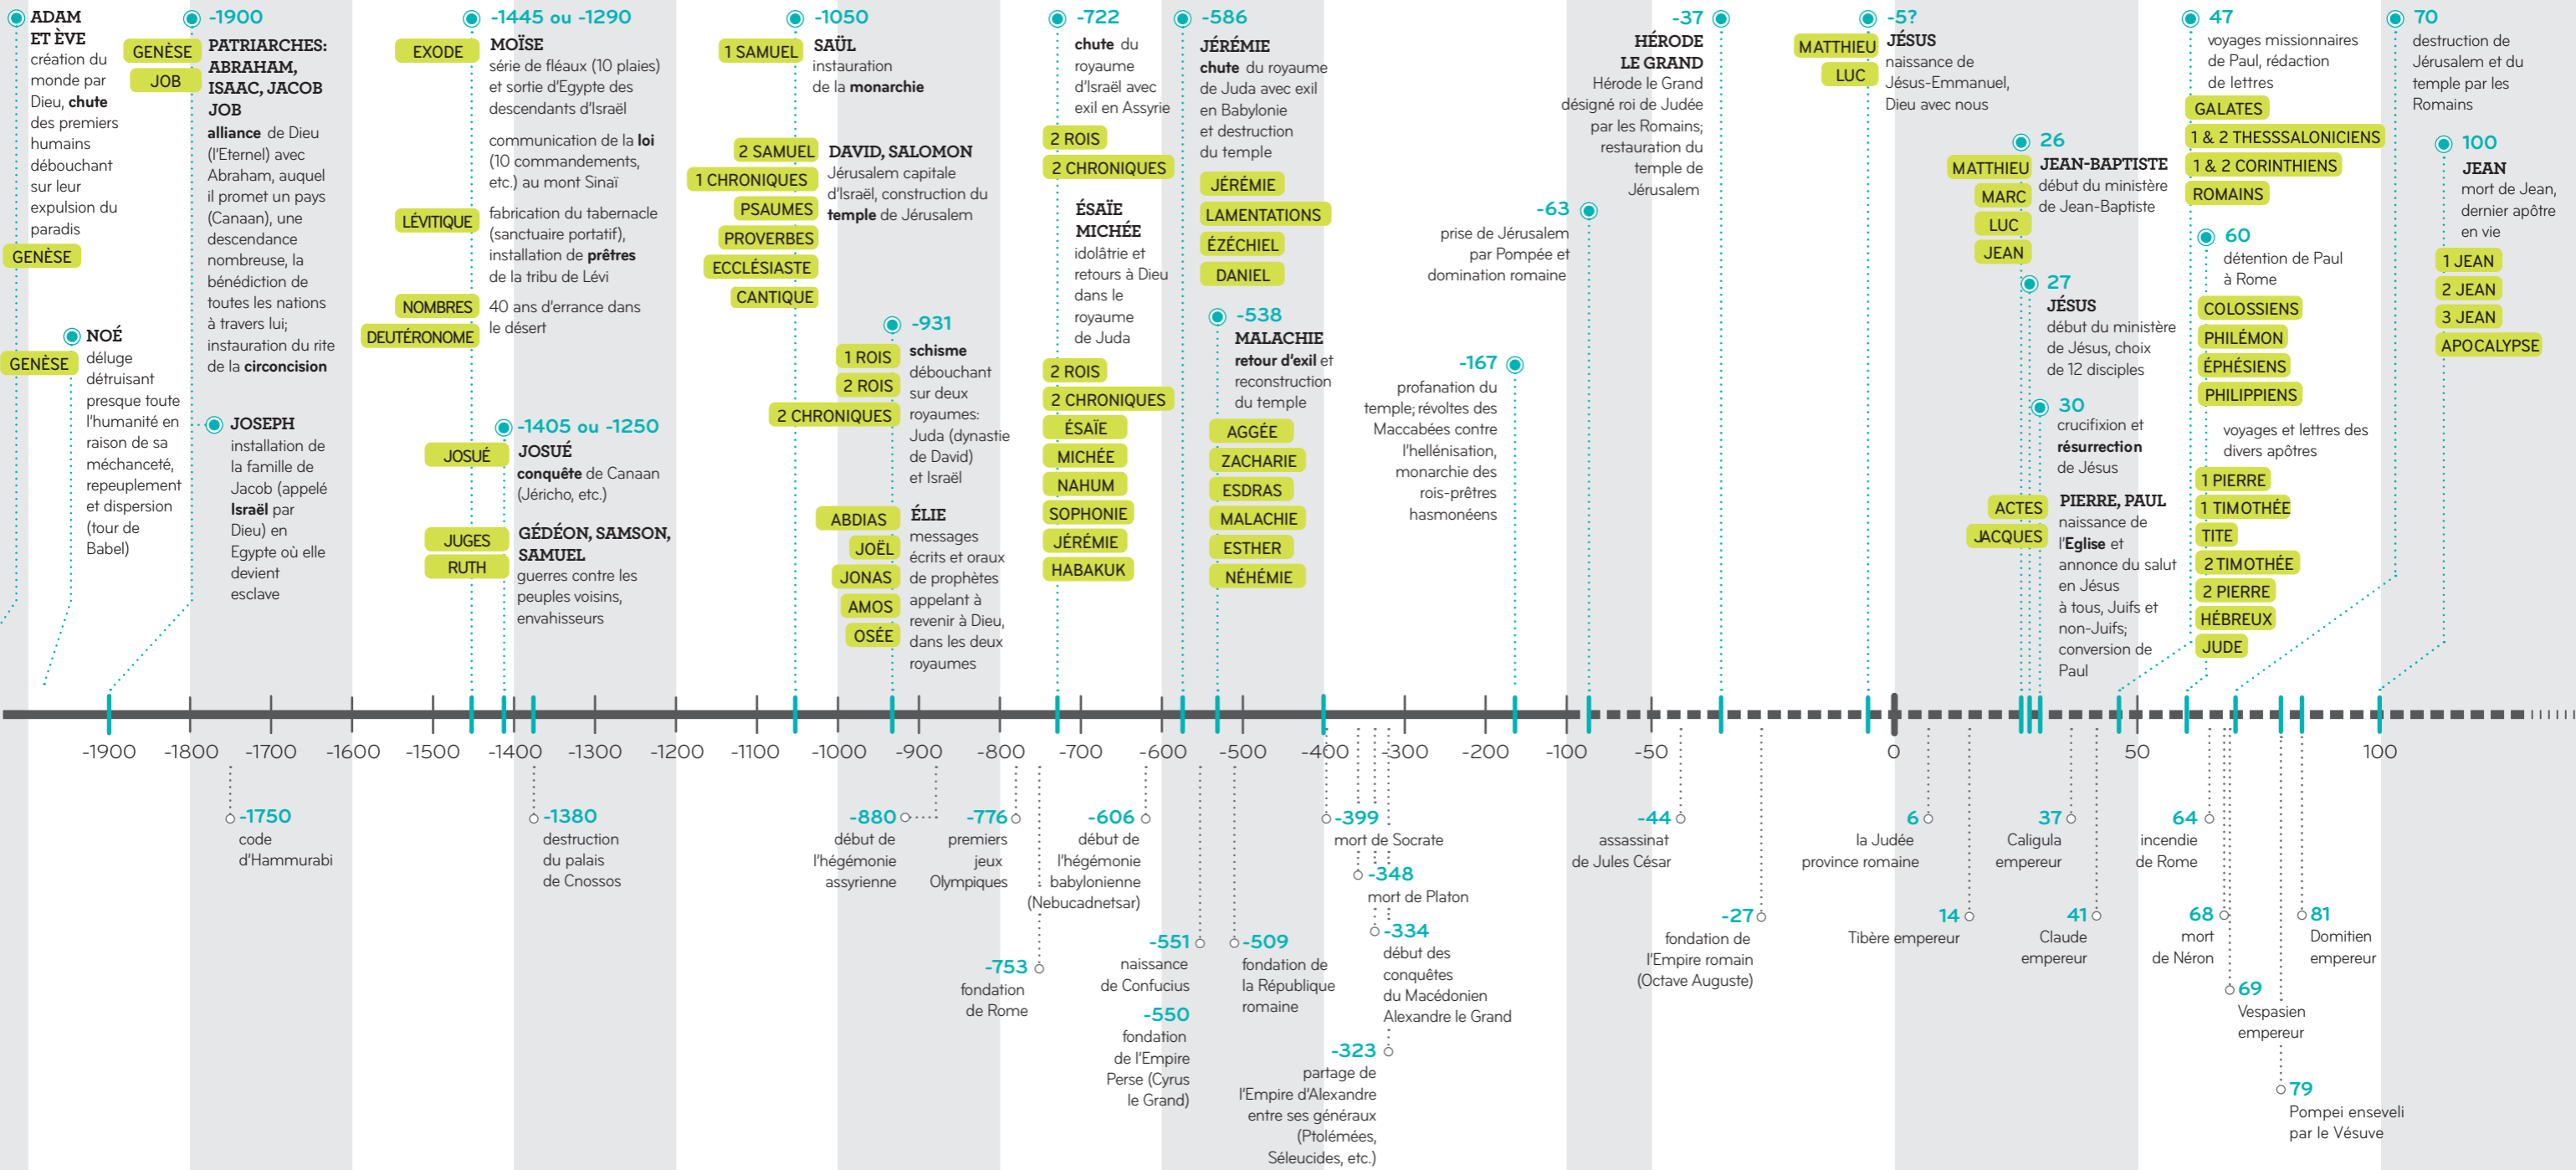 ADAM
ET ÈVE
création du
monde par
Dieu, chute
des premiers
humains
débouchant
sur leur
expulsion du
paradis
GENÈSE
NOÉ
GENÈSE
déluge
détruisant
presque toute
l'humanité en
raison de sa
méchanceté,
repeuplement
et dispersion
(tour de
Babel)
-1900
GENÈSE
JOB
PATRIARCHES:
ABRAHAM,
ISAAC, JACOB
JOB
alliance de Dieu
(l'Eternel) avec
Abraham, auquel
il promet un pays
(Canaan), une
descendance
nombreuse, la
bénédiction de
toutes les nations
à travers lui;
instauration du rite
de la circoncision
JOSEPH
installation de
la famille de
Jacob (appelé
Israël par
Dieu) en
Egypte où elle
devient
esclave
-1445 ou -1290
EXODE
MOÏSE
série de fléaux (10 plaies)
et sortie d'Egypte des
descendants d'Israël
communication de la loi
(10 commandements,
etc.) au mont Sinaï
LÉVITIQUE
fabrication du tabernacle
(sanctuaire portatif),
installation de prêtres
de la tribu de Lévi
NOMBRES
DEUTÉRONOME
40 ans d'errance dans
le désert
-1405 ou -1250
JOSUÉ
JOSUÉ
conquête de Canaan
(Jéricho, etc.)
JUGES
RUTH
GÉDÉON, SAMSON,
SAMUEL
guerres contre les
peuples voisins,
envahisseurs
-1050
1 SAMUEL
SAÜL
instauration
de la monarchie
2 SAMUEL
1 CHRONIQUES
PSAUMES
PROVERBES
ECCLÉSIASTE
CANTIQUE
DAVID, SALOMON
Jérusalem capitale
d'Israël, construction du
temple de Jérusalem
-931
1 ROIS
2 ROIS
2 CHRONIQUES
schisme
débouchant
sur deux
royaumes:
Juda (dynastie
de David)
et Israël
ABDIAS
JOËL
JONAS
AMOS
OSÉE
ÉLIE
messages
écrits et oraux
de prophètes
appelant à
revenir à Dieu,
dans les deux
royaumes
-722
chute du
royaume
d'Israël avec
exil en Assyrie
2 ROIS
2 CHRONIQUES
ÉSAÏE
MICHÉE
idolâtrie et
retours à Dieu
dans le
royaume
de Juda
2 ROIS
2 CHRONIQUES
ÉSAÏE
MICHÉE
NAHUM
SOPHONIE
JÉRÉMIE
HABAKUK
-586
JÉRÉMIE
chute du royaume
de Juda avec exil
en Babylonie
et destruction
du temple
JÉRÉMIE
LAMENTATIONS
ÉZÉCHIEL
DANIEL
-538
MALACHIE
retour d'exil et
reconstruction
du temple
AGGÉE
ZACHARIE
ESDRAS
MALACHIE
ESTHER
NÉHÉMIE
-167
profanation du
temple; révoltes des
Maccabées contre
l'hellénisation,
monarchie des
rois-prêtres
hasmonéens
-63
prise de Jérusalem
par Pompée et
domination romaine
-37
HÉRODE
LE GRAND
Hérode le Grand
désigné roi de Judée
par les Romains;
restauration du
temple de
Jérusalem
-5?
MATTHIEU
LUC
JÉSUS
naissance de
Jésus-Emmanuel,
Dieu avec nous
26
MATTHIEU
MARC
LUC
JEAN
JEAN-BAPTISTE
début du ministère
de Jean-Baptiste
27
JÉSUS
début du ministère
de Jésus, choix
de 12 disciples
30
crucifixion et
résurrection
de Jésus
ACTES
JACQUES
PIERRE, PAUL
naissance de
l'Eglise et
annonce du salut
en Jésus
à tous, Juifs et
non-Juifs;
conversion de
Paul
47
voyages missionnaires
de Paul, rédaction
de lettres
GALATES
1 & 2 THESSSALONICIENS
1 & 2 CORINTHIENS
ROMAINS
60
détention de Paul
à Rome
COLOSSIENS
PHILÉMON
ÉPHÉSIENS
PHILIPPIENS
voyages et lettres des
divers apôtres
1 PIERRE
1 TIMOTHÉE
TITE
2 TIMOTHÉE
2 PIERRE
HÉBREUX
JUDE
70
destruction de
Jérusalem et du
temple par les
Romains
100
JEAN
mort de Jean,
dernier apôtre
en vie
1 JEAN
2 JEAN
3 JEAN
APOCALYPSE
-1900 -1800 -1700 -1600 -1500 -1400 -1300 -1200 -1100 -1000 -900 -800 -700 -600 -500 -400 -300 -200 -100 -50 0 50 100
-1750
code
d'Hammurabi
-1380
destruction
du palais
de Cnossos
-880
début de
l'hégémonie
assyrienne
-776
premiers
jeux
Olympiques
-753
fondation
de Rome
-606
début de
l'hégémonie
babylonienne
(Nebucadnetsar)
-551
naissance
de Confucius
-550
fondation
de l'Empire
Perse (Cyrus
le Grand)
-509
fondation de
la République
romaine
-399
mort de Socrate
-348
mort de Platon
-334
début des
conquêtes
du Macédonien
Alexandre le Grand
-323
partage de
l'Empire d'Alexandre
entre ses généraux
(Ptolémées,
Séleucides, etc.)
-44
assassinat
de Jules César
-27
fondation de
l'Empire romain
(Octave Auguste)
6
la Judée
province romaine
14
Tibère empereur
37
Caligula
empereur
41
Claude
empereur
64
incendie
de Rome
68
mort
de Néron
69
Vespasien
empereur
79
Pompei enseveli
par le Vésuve
81
Domitien
empereur